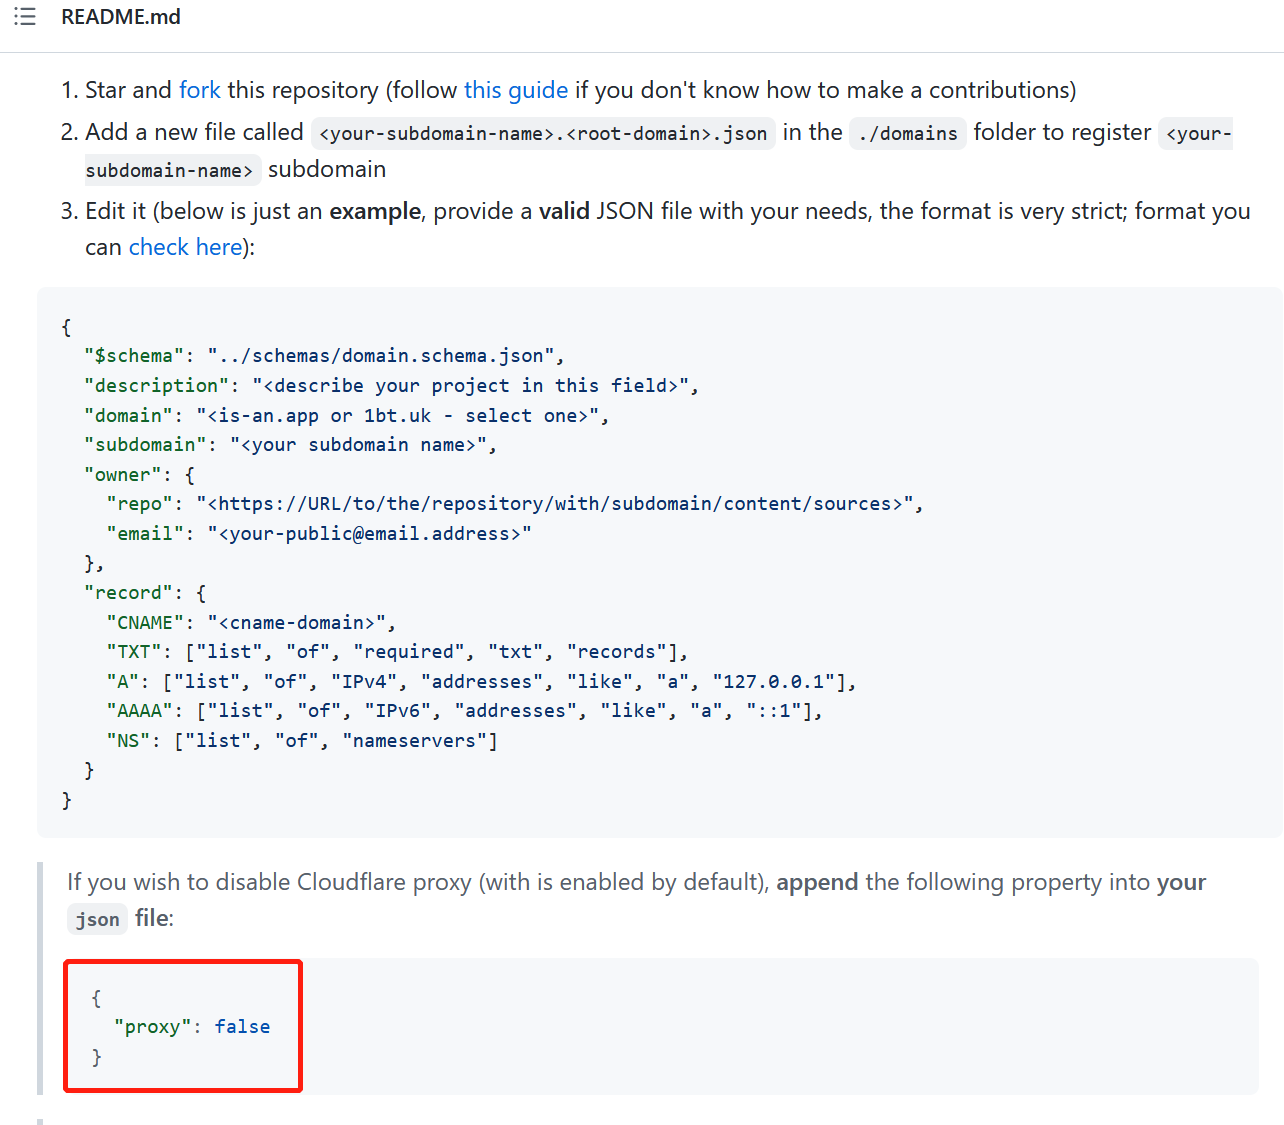 README.md
1. Star and fork this repository (follow this guide if you don't know how to make a contributions)
2. Add a new file called <your-subdomain-name>.<root-domain>.json in the ./domains folder to register <your-
subdomain-name> subdomain
3. Edit it (below is just an example, provide a valid JSON file with your needs, the format is very strict; format you
can check here):
{
"$schema": "../schemas/domain.schema.json",
"description": "<describe your project in this field>",
"domain": "<is-an.app or 1bt.uk - select one>",
"subdomain": "<your subdomain name>",
"owner": {
"repo": "<https://URL/to/the/repository/with/subdomain/content/sources>",
"email": "<your-public@email.address>"
},
"record": {
"CNAME": "<cname-domain>",
"TXT": ["list", "of", "required", "txt", "records"],
"A": ["list", "of", "IPv4", "addresses", "like", "a", "127.0.0.1"],
"AAAA": ["list", "of", "IPv6", "addresses", "like", "a", "::1"],
"NS": ["list", "of", "nameservers"]
}
}
If you wish to disable Cloudflare proxy (with is enabled by default), append the following property into your
json file:
{
"proxy": false
}